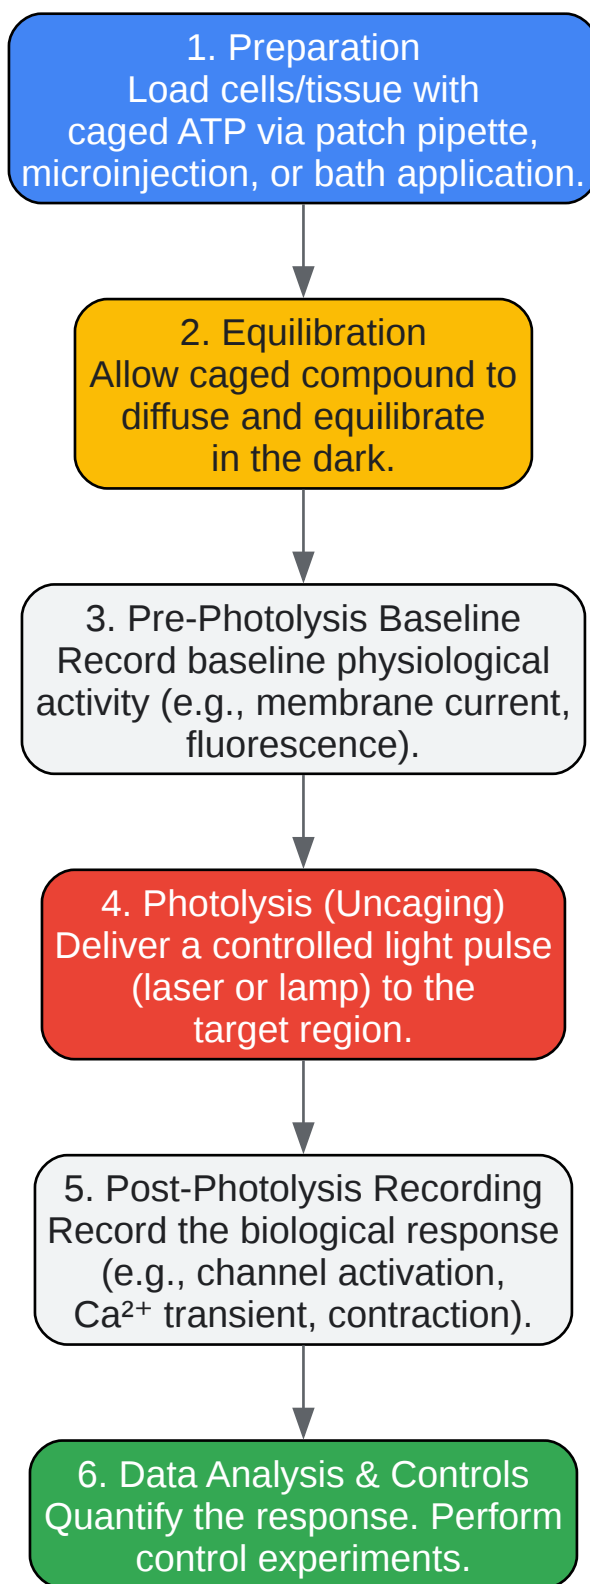 1. Preparation
Load cells/tissue with
caged ATP via patch pipette,
microinjection, or bath application.
2. Equilibration
Allow caged compound to
diffuse and equilibrate
in the dark.
3. Pre-Photolysis Baseline
Record baseline physiological
activity (e.g., membrane current,
fluorescence).
4. Photolysis (Uncaging)
Deliver a controlled light pulse
(laser or lamp) to the
target region.
5. Post-Photolysis Recording
Record the biological response
(e.g., channel activation,
Ca²⁺ transient, contraction).
6. Data Analysis & Controls
Quantify the response. Perform
control experiments.